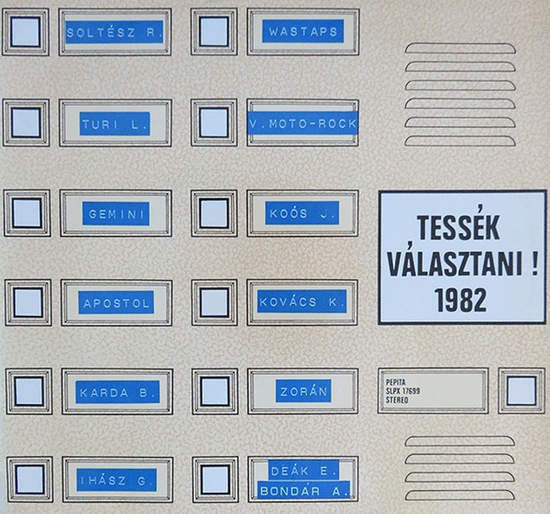 SOLTÉSZ R.
WASTAPS
TURI L.
V.MOTO-ROCK
GEMINI
KOÓS J.
TESSÉK
VÁLASZTANI !
1982
APOSTOL
KOVÁCS K.
KARDA B.
ZORÁN
PEPITA
SLPX 17699
STEREO
IHÁSZ G.
DEÁK E.
BONDÁR A.